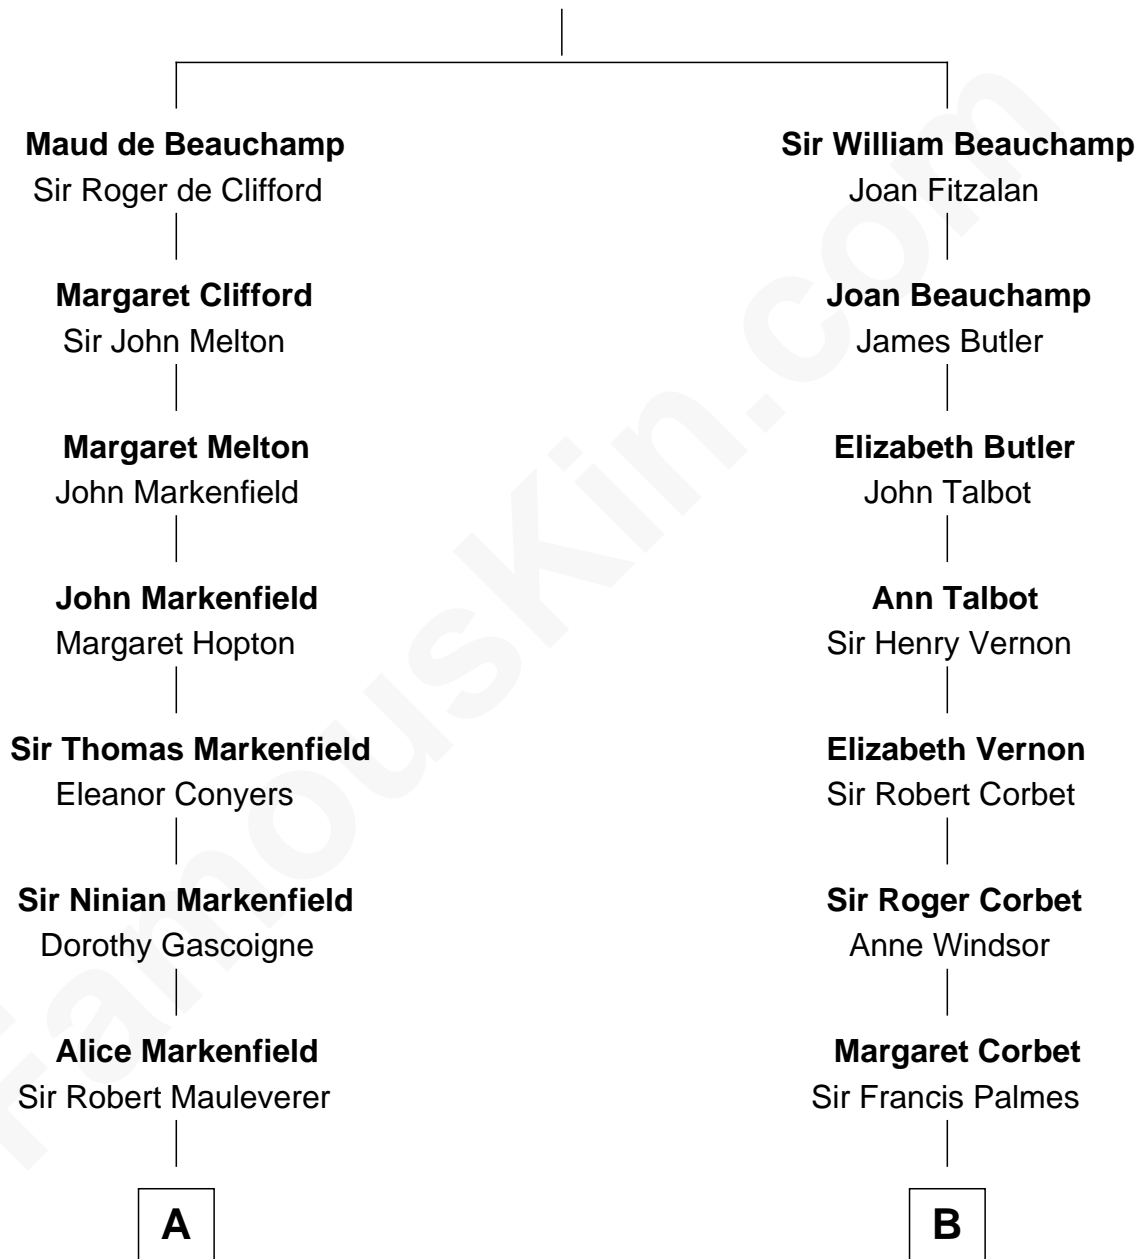 Maud de Beauchamp
Sir Roger de Clifford
Sir William Beauchamp
Joan Fitzalan
Margaret Clifford
Sir John Melton
Joan Beauchamp
James Butler
Margaret Melton
John Markenfield
Elizabeth Butler
John Talbot
John Markenfield
Margaret Hopton
Ann Talbot
Sir Henry Vernon
Sir Thomas Markenfield
Eleanor Conyers
Elizabeth Vernon
Sir Robert Corbet
Sir Ninian Markenfield
Dorothy Gascoigne
Sir Roger Corbet
Anne Windsor
Alice Markenfield
Sir Robert Mauleverer
Margaret Corbet
Sir Francis Palmes
A
B
FamousKin.com